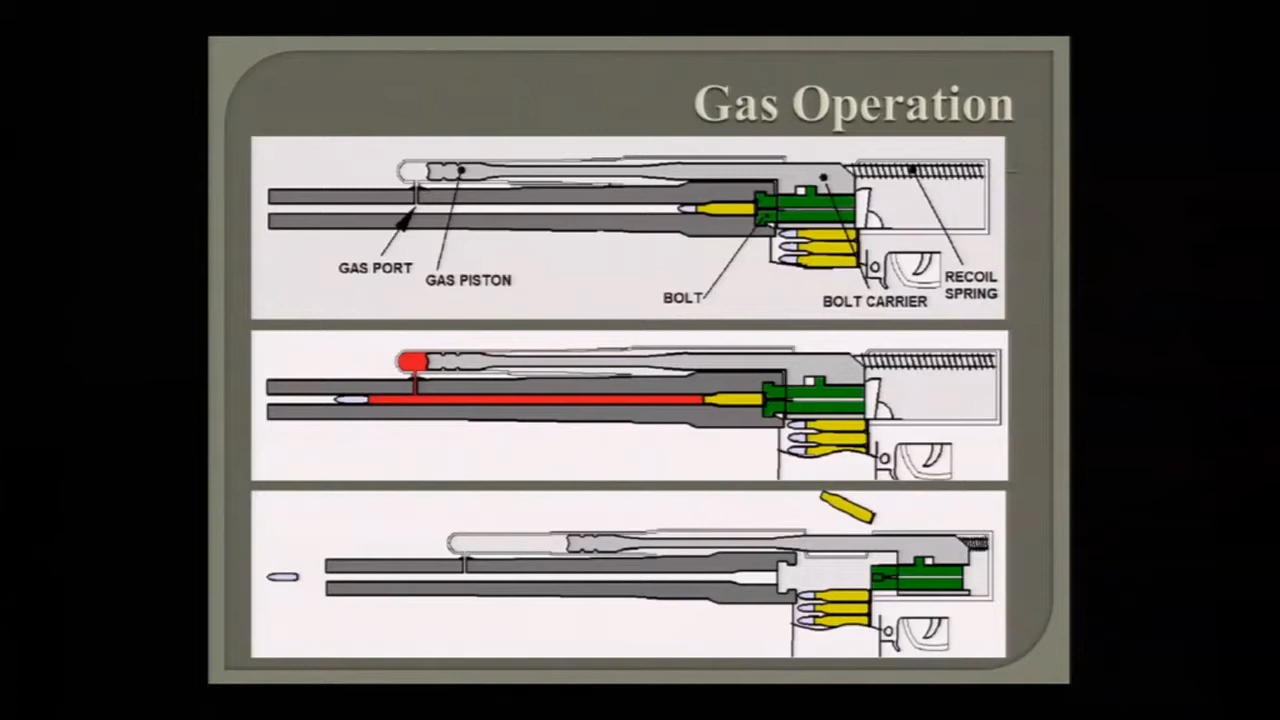 Gas Operation
GAS PORT
GAS PISTON
BOLT
BOLT CARRIER
RECOIL
SPRING